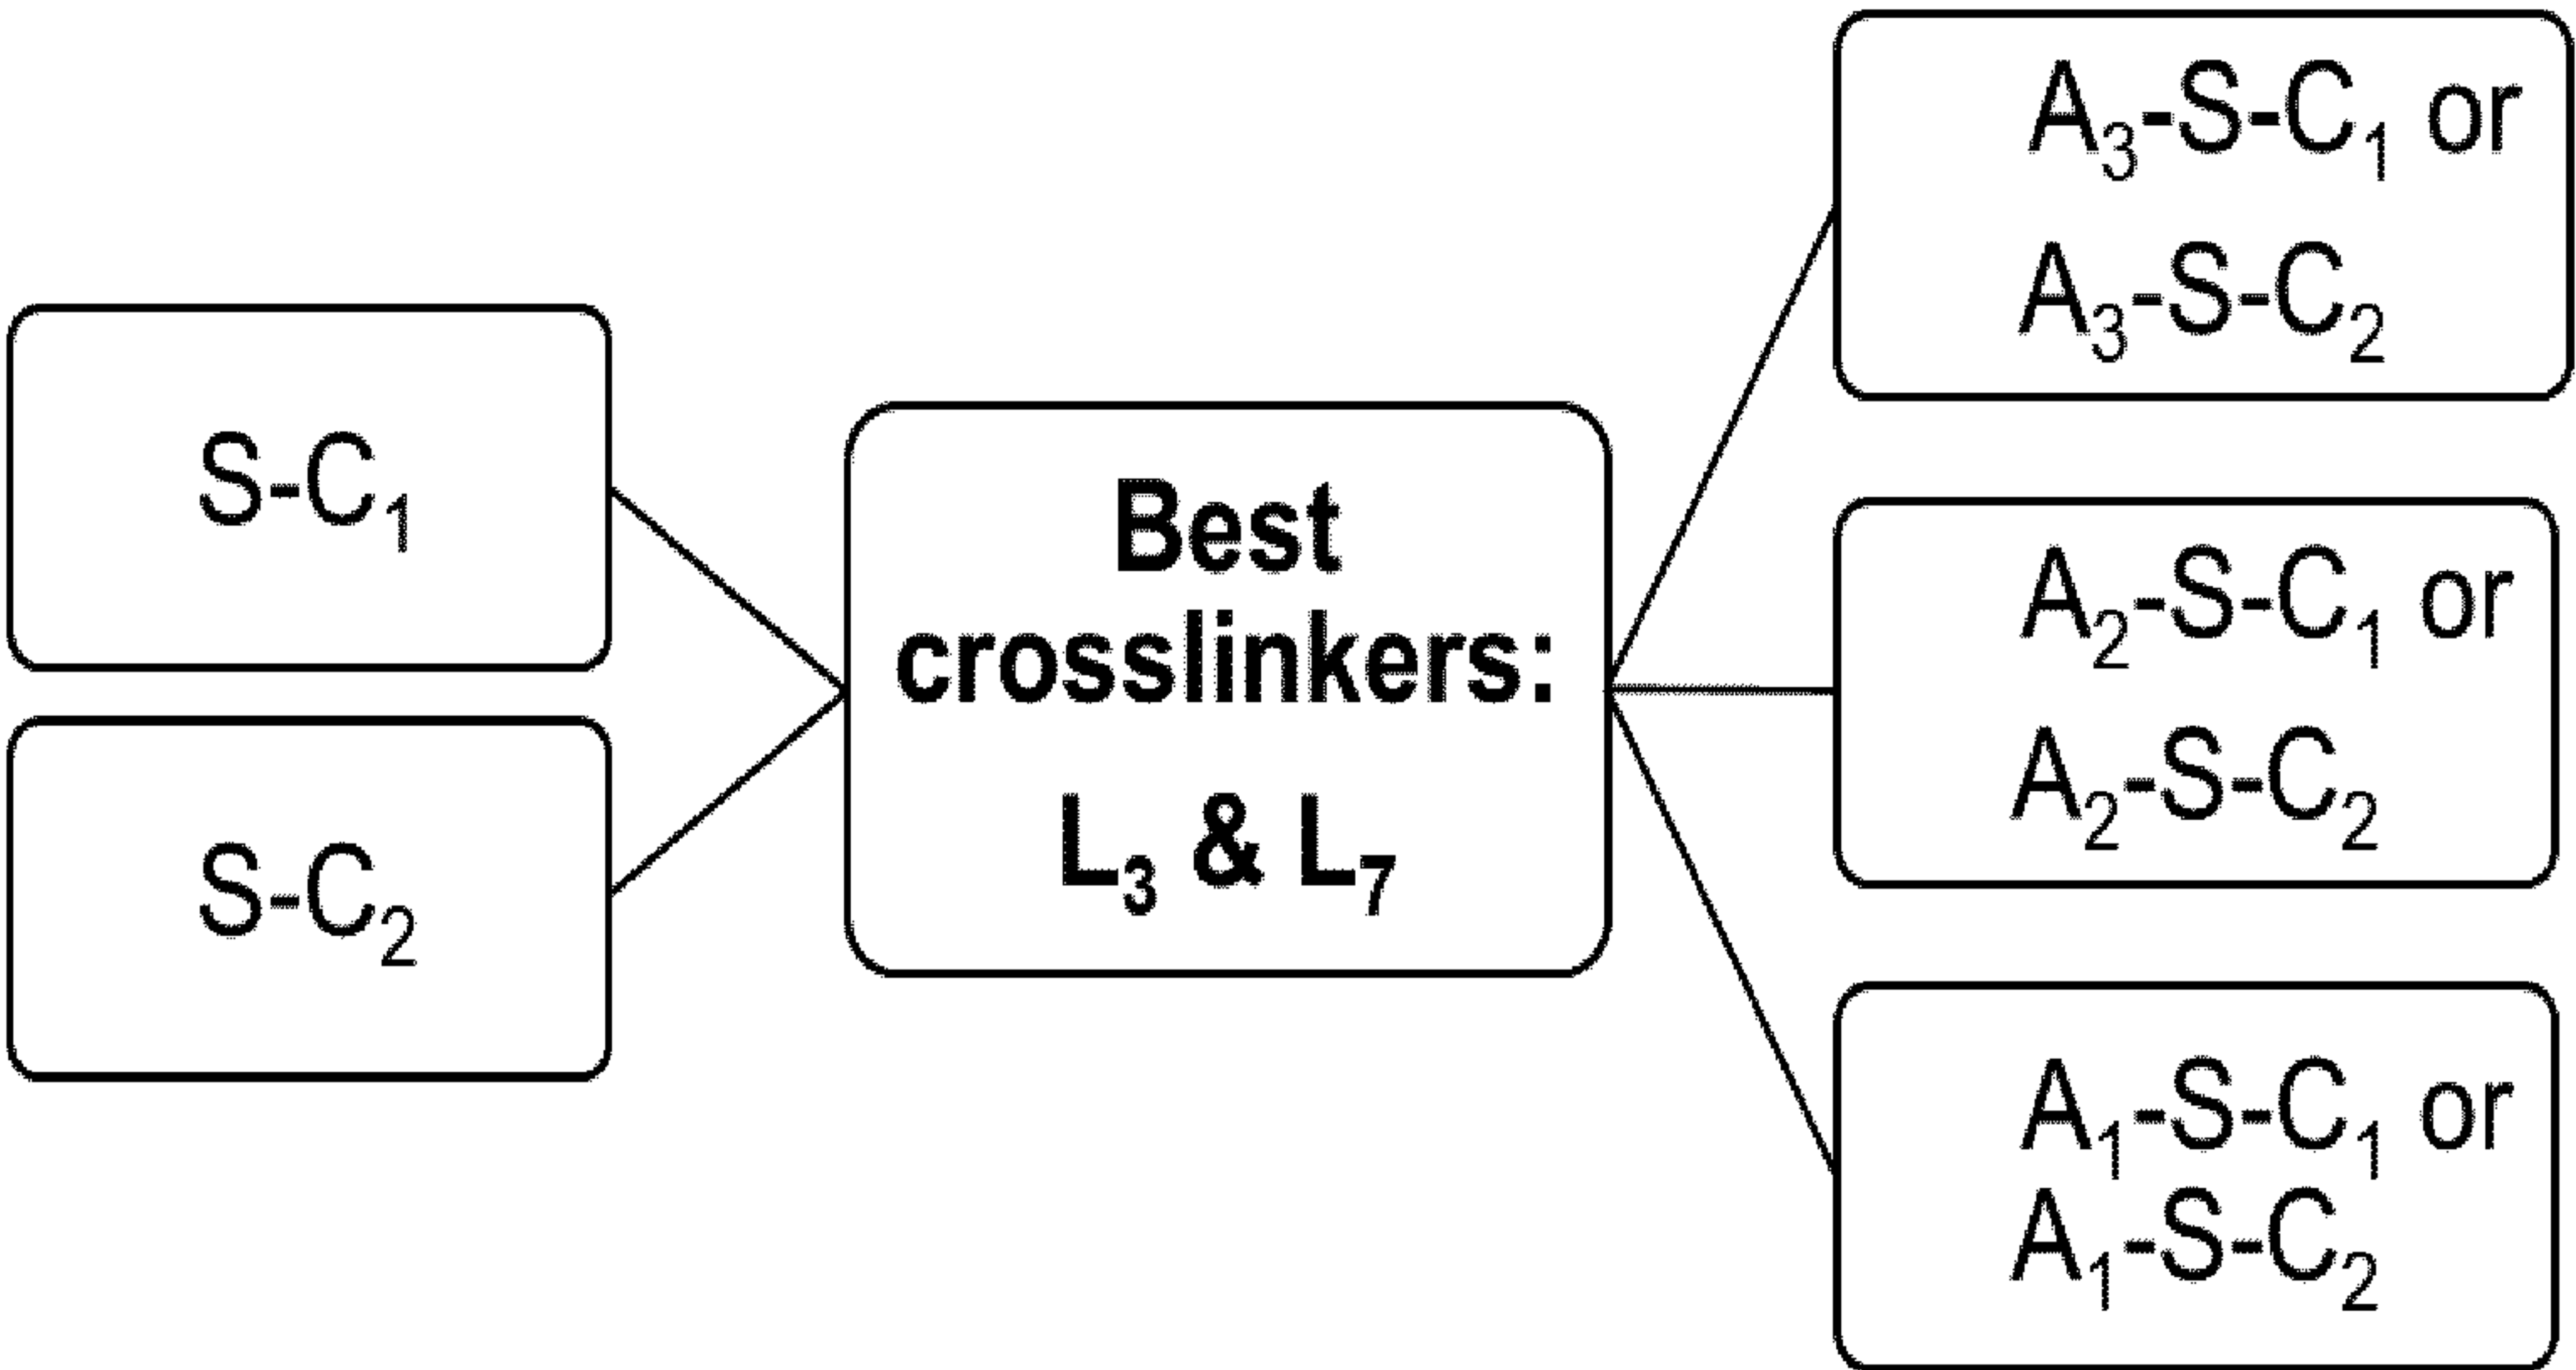 S-C₁
S-C₂
Best
crosslinkers:
L₃ & L₇
A₃-S-C₁ or
A₃-S-C₂
A₂-S-C₁ or
A₂-S-C₂
A₁-S-C₁ or
A₁-S-C₂